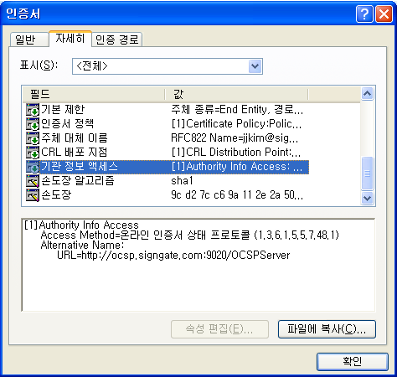 인증서
일반 자세히 인증 경로
표시(S): <전체>
필드 값
기본 제한 주체 종류=End Entity, 경로...
인증서 정책 [1]Certificate Policy:Polic...
주체 대체 이름 RFC822 Name=jjkim@sig...
CRL 배포 지점 [1]CRL Distribution Point:...
기관 정보 액세스 [1]Authority Info Access: ...
손도장 알고리즘 sha1
손도장 9c d2 7c c6 9a 11 2e 2a 50...
[1]Authority Info Access
Access Method=온라인 인증서 상태 프로토콜 (1.3.6.1.5.5.7.48.1)
Alternative Name:
URL=http://ocsp.signgate.com:9020/OCSPServer
속성 편집(E)... 파일에 복사(C)...
확인